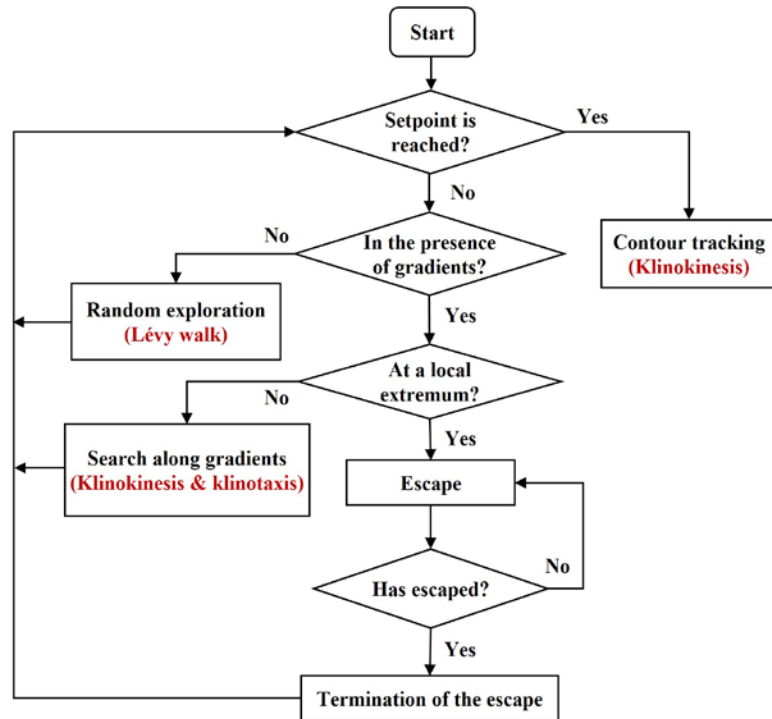 Start
Setpoint is
reached?
Yes
No
In the presence
of gradients?
No
Contour tracking
(Klinokinesis)
Random exploration
(Lévy walk)
Yes
At a local
extremum?
No
Yes
Search along gradients
(Klinokinesis & klinotaxis)
Escape
Has escaped?
No
Yes
Termination of the escape